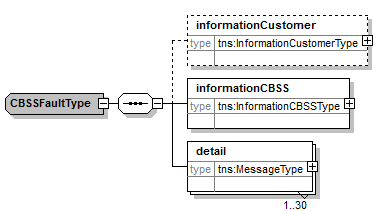 informationCustomer
type tns:InformationCustomerType
CBSSFaultType
informationCBSS
type tns:InformationCBSSType
detail
type tns:MessageType
1..30